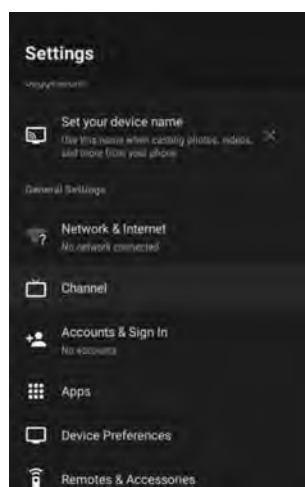 Settings
Set your device name
Use this name when casting photos, videos,
and more from your phone
General Settings
Network & Internet
No network connected
Channel
Accounts & Sign In
No accounts
Apps
Device Preferences
Remotes & Accessories